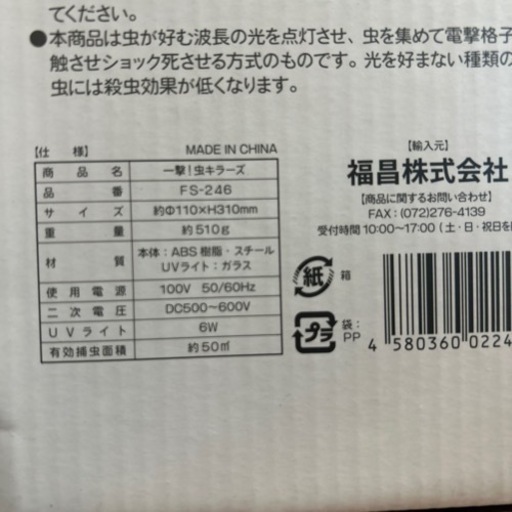 てください。
●本商品は虫が好む波長の光を点灯させ、虫を集めて電撃格子
触させショック死させる方式のものです。光を好まない種類の
虫には殺虫効果が低くなります。
【仕 様】 MADE IN CHINA
商品名 一撃！虫キラーズ
品番 FS-246
サイズ 約Φ110×H310mm
重量 約510g
材質 本体：ABS樹脂・スチール
UVライト：ガラス
使用電源 100V 50/60Hz
二次電圧 DC500～600V
UVライト 6W
有効捕虫面積 約50㎡
【輸入元】
福昌株式会社
【商品に関するお問い合わせ】
FAX：(072)276-4139
受付時間 10:00～17:00（土・日・祝日を
紙 箱
プラ 袋：PP
4 580360 0224